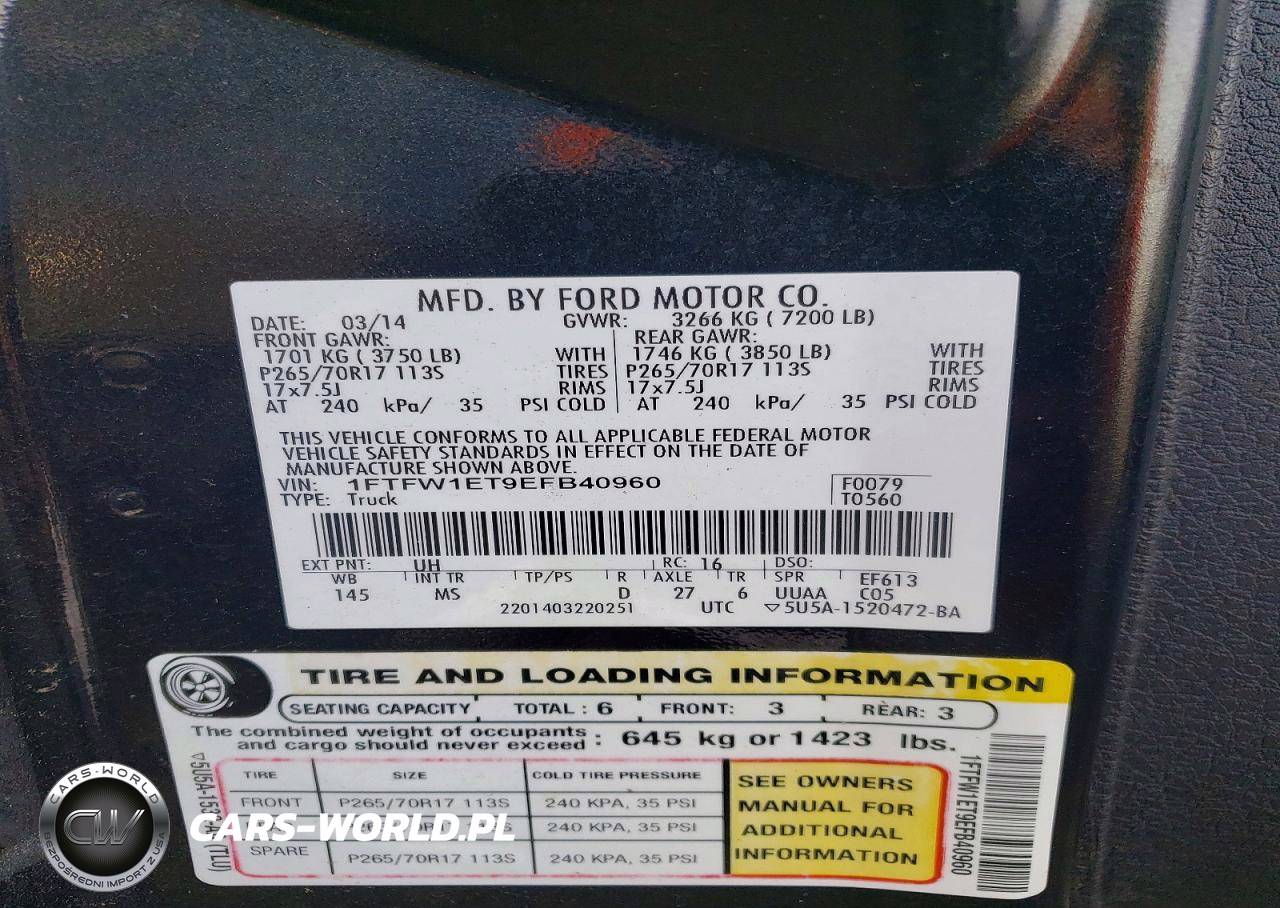 MFD. BY FORD MOTOR CO.
DATE: 03/14 GVWR: 3266 KG ( 7200 LB)
FRONT GAWR: REAR GAWR:
1701 KG ( 3750 LB) WITH 1746 KG ( 3850 LB) WITH
P265/70R17 113S TIRES P265/70R17 113S TIRES
17x7.5J RIMS 17x7.5J RIMS
AT 240 kPa/ 35 PSI COLD AT 240 kPa/ 35 PSI COLD
THIS VEHICLE CONFORMS TO ALL APPLICABLE FEDERAL MOTOR
VEHICLE SAFETY STANDARDS IN EFFECT ON THE DATE OF
MANUFACTURE SHOWN ABOVE.
VIN: 1FTFW1ET9EFB40960 F0079
TYPE: Truck T0560
EXT PNT: UH RC: 16 DSO:
WB INT TR TP/PS R AXLE TR SPR EF613
145 MS D 27 6 UUAA C05
2201403220251 UTC ▽5U5A-1520472-BA
TIRE AND LOADING INFORMATION
SEATING CAPACITY TOTAL : 6 FRONT: 3 REAR: 3
The combined weight of occupants
and cargo should never exceed : 645 kg or 1423 lbs.
TIRE SIZE COLD TIRE PRESSURE
FRONT P265/70R17 113S 240 KPA, 35 PSI
240 KPA, 35 PSI
SPARE P265/70R17 113S 240 KPA, 35 PSI
SEE OWNERS
MANUAL FOR
ADDITIONAL
INFORMATION
1FTFW1ET9EFB40960
(TLU)
CARS-WORLD
CW
BEZPOŚREDNI IMPORT Z USA
CARS-WORLD.PL